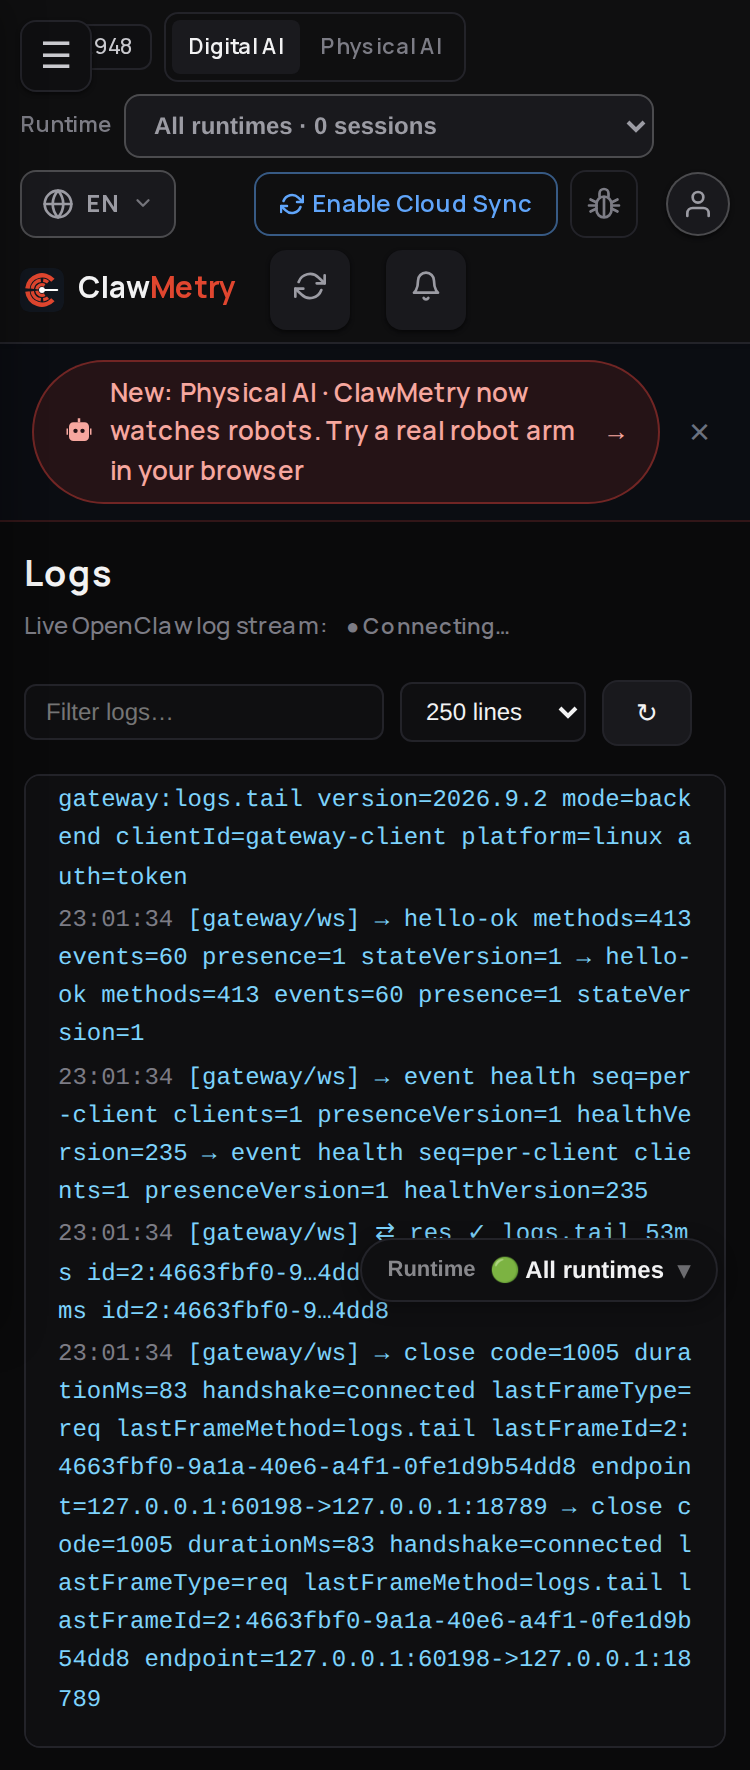 948
Digital AI
Physical AI
Runtime
All runtimes · 0 sessions
EN
Enable Cloud Sync
ClawMetry
New: Physical AI · ClawMetry now
watches robots. Try a real robot arm →
in your browser
×
Logs
Live OpenClaw log stream: ● Connecting...
Filter logs...
250 lines
↻
gateway:logs.tail version=2026.9.2 mode=back
end clientId=gateway-client platform=linux a
uth=token
23:01:34 [gateway/ws] → hello-ok methods=413
events=60 presence=1 stateVersion=1 → hello-
ok methods=413 events=60 presence=1 stateVer
sion=1
23:01:34 [gateway/ws] → event health seq=per
-client clients=1 presenceVersion=1 healthVe
rsion=235 → event health seq=per-client clie
nts=1 presenceVersion=1 healthVersion=235
23:01:34 [gateway/ws] ⇄ res ✓ logs.tail 53m
s id=2:4663fbf0-9…4dd
Runtime 🟢 All runtimes ▼
ms id=2:4663fbf0-9…4dd8
23:01:34 [gateway/ws] → close code=1005 dura
tionMs=83 handshake=connected lastFrameType=
req lastFrameMethod=logs.tail lastFrameId=2:
4663fbf0-9a1a-40e6-a4f1-0fe1d9b54dd8 endpoin
t=127.0.0.1:60198->127.0.0.1:18789 → close c
ode=1005 durationMs=83 handshake=connected l
astFrameType=req lastFrameMethod=logs.tail l
astFrameId=2:4663fbf0-9a1a-40e6-a4f1-0fe1d9b
54dd8 endpoint=127.0.0.1:60198->127.0.0.1:18
789